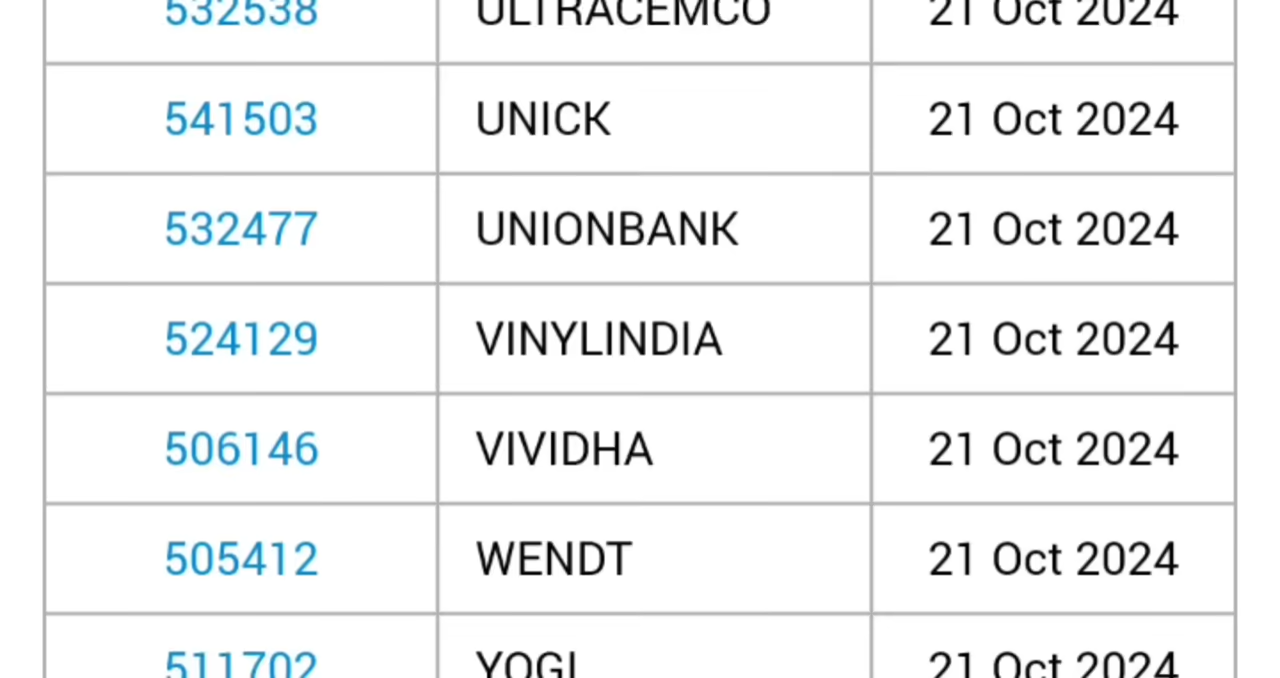 532538 ULTRACEMCO 21 Oct 2024
541503 UNICK 21 Oct 2024
532477 UNIONBANK 21 Oct 2024
524129 VINYLINDIA 21 Oct 2024
506146 VIVIDHA 21 Oct 2024
505412 WENDT 21 Oct 2024
511702 YOGI 21 Oct 2024